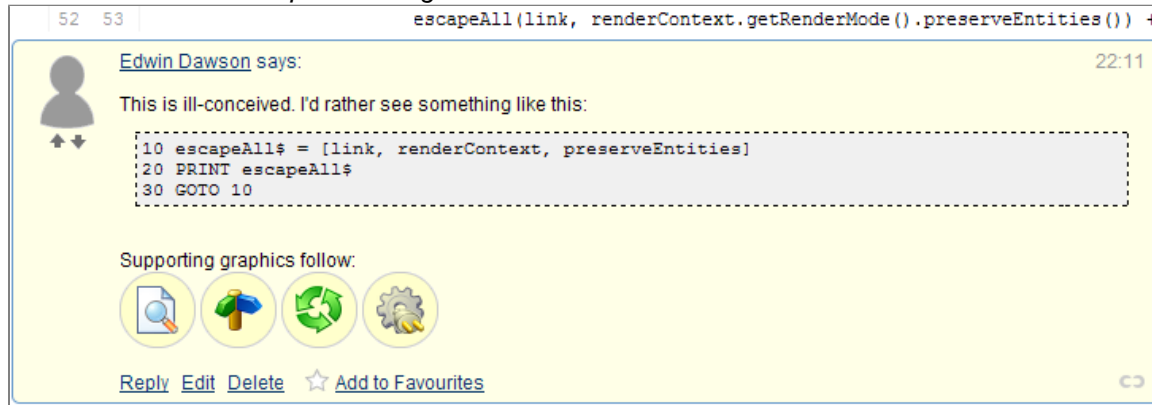 52 53 escapeAll(link, renderContext.getRenderMode().preserveEntities()) +
Edwin Dawson says: 22:11
This is ill-conceived. I'd rather see something like this:
10 escapeAll$ = [link, renderContext, preserveEntities]
20 PRINT escapeAll$
30 GOTO 10
Supporting graphics follow:
Reply Edit Delete Add to Favourites